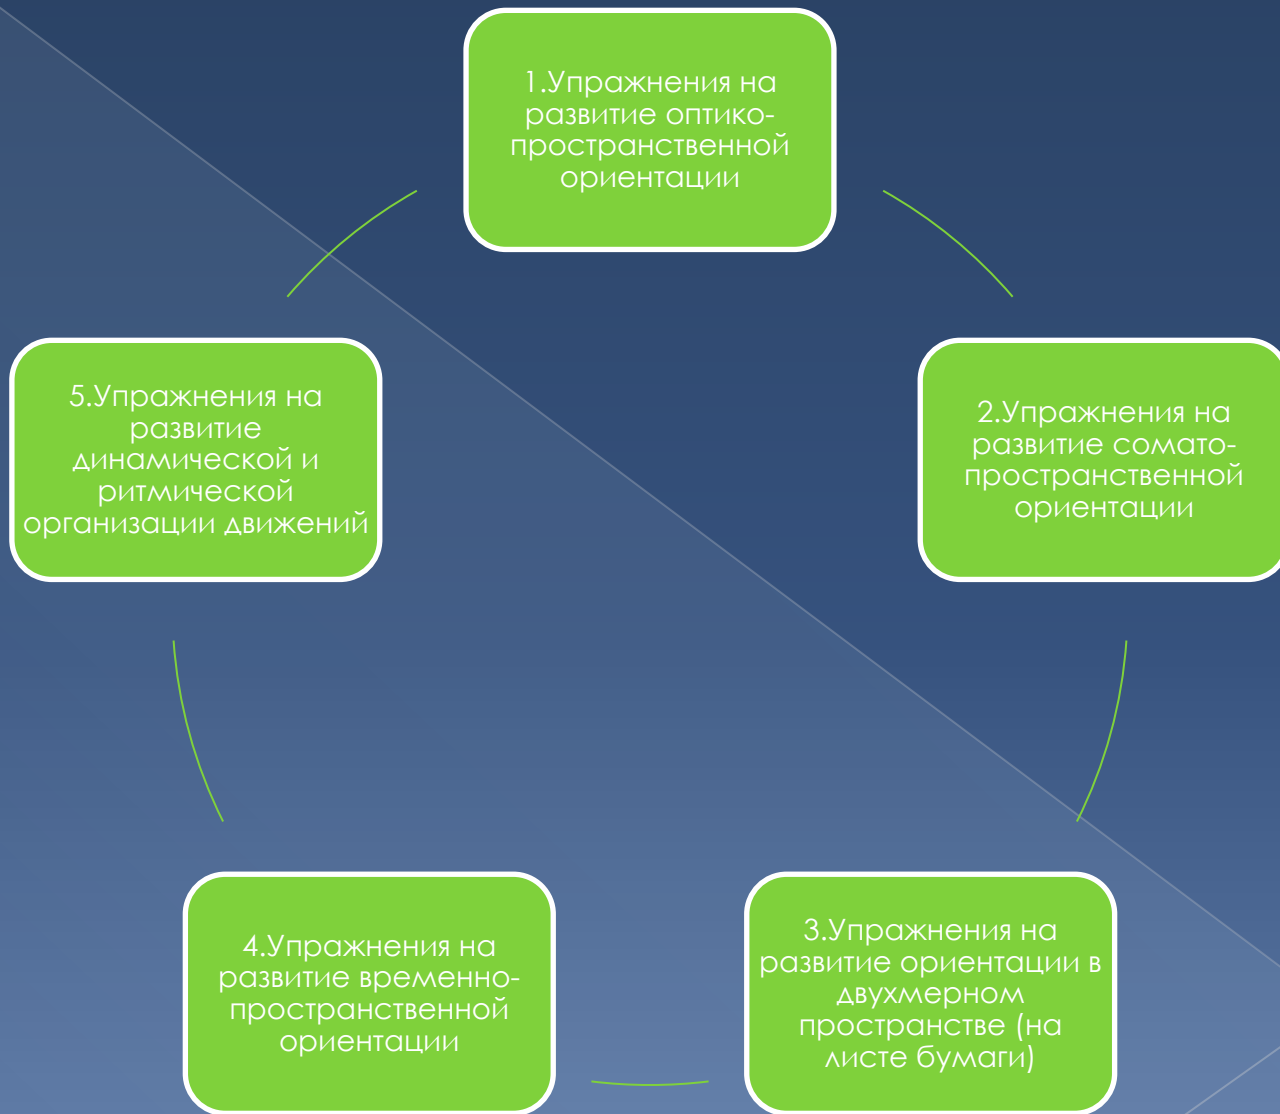 1.Упражнения на
развитие оптико-
пространственной
ориентации
2.Упражнения на
развитие сомато-
пространственной
ориентации
3.Упражнения на
развитие ориентации в
двухмерном
пространстве (на
листе бумаги)
4.Упражнения на
развитие временно-
пространственной
ориентации
5.Упражнения на
развитие
динамической и
ритмической
организации движений